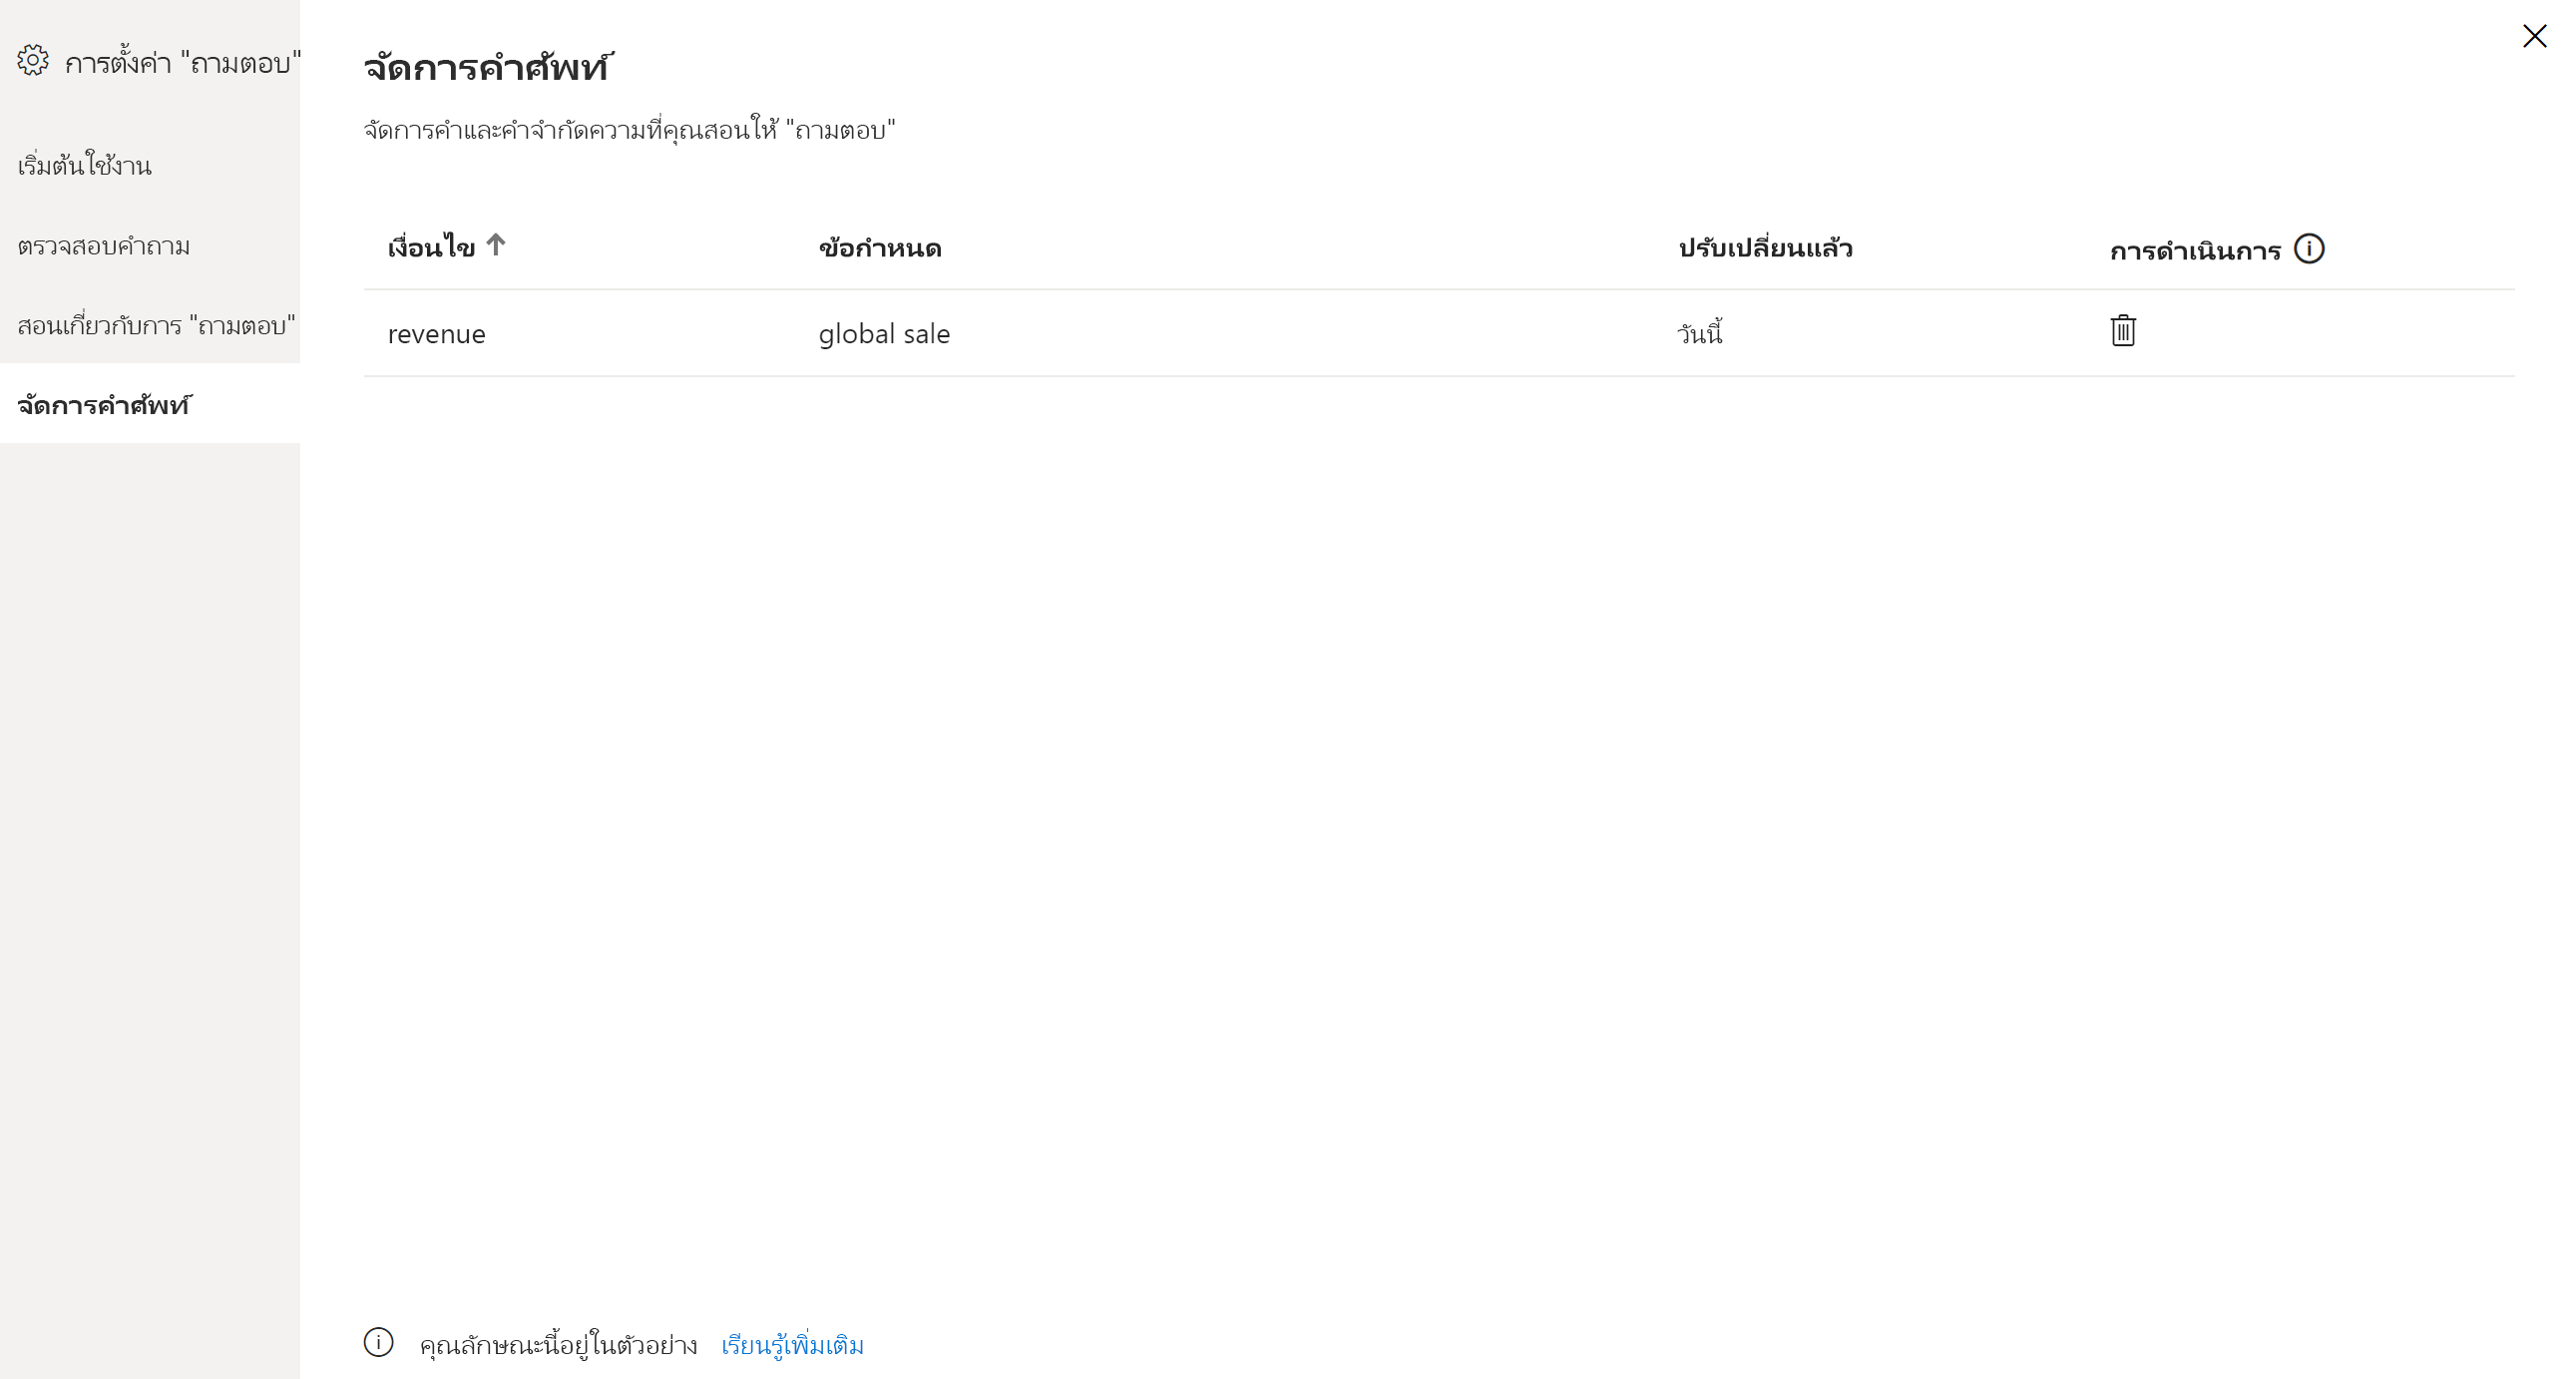 การตั้งค่า "ถามตอบ"
เริ่มต้นใช้งาน
ตรวจสอบคำถาม
สอนเกี่ยวกับการ "ถามตอบ"
จัดการคำศัพท์
จัดการคำศัพท์
จัดการคำและคำจำกัดความที่คุณสอนให้ "ถามตอบ"
เงื่อนไข ข้อกำหนด ปรับเปลี่ยนแล้ว การดำเนินการ
revenue global sale วันนี้
คุณลักษณะนี้อยู่ในตัวอย่าง เรียนรู้เพิ่มเติม